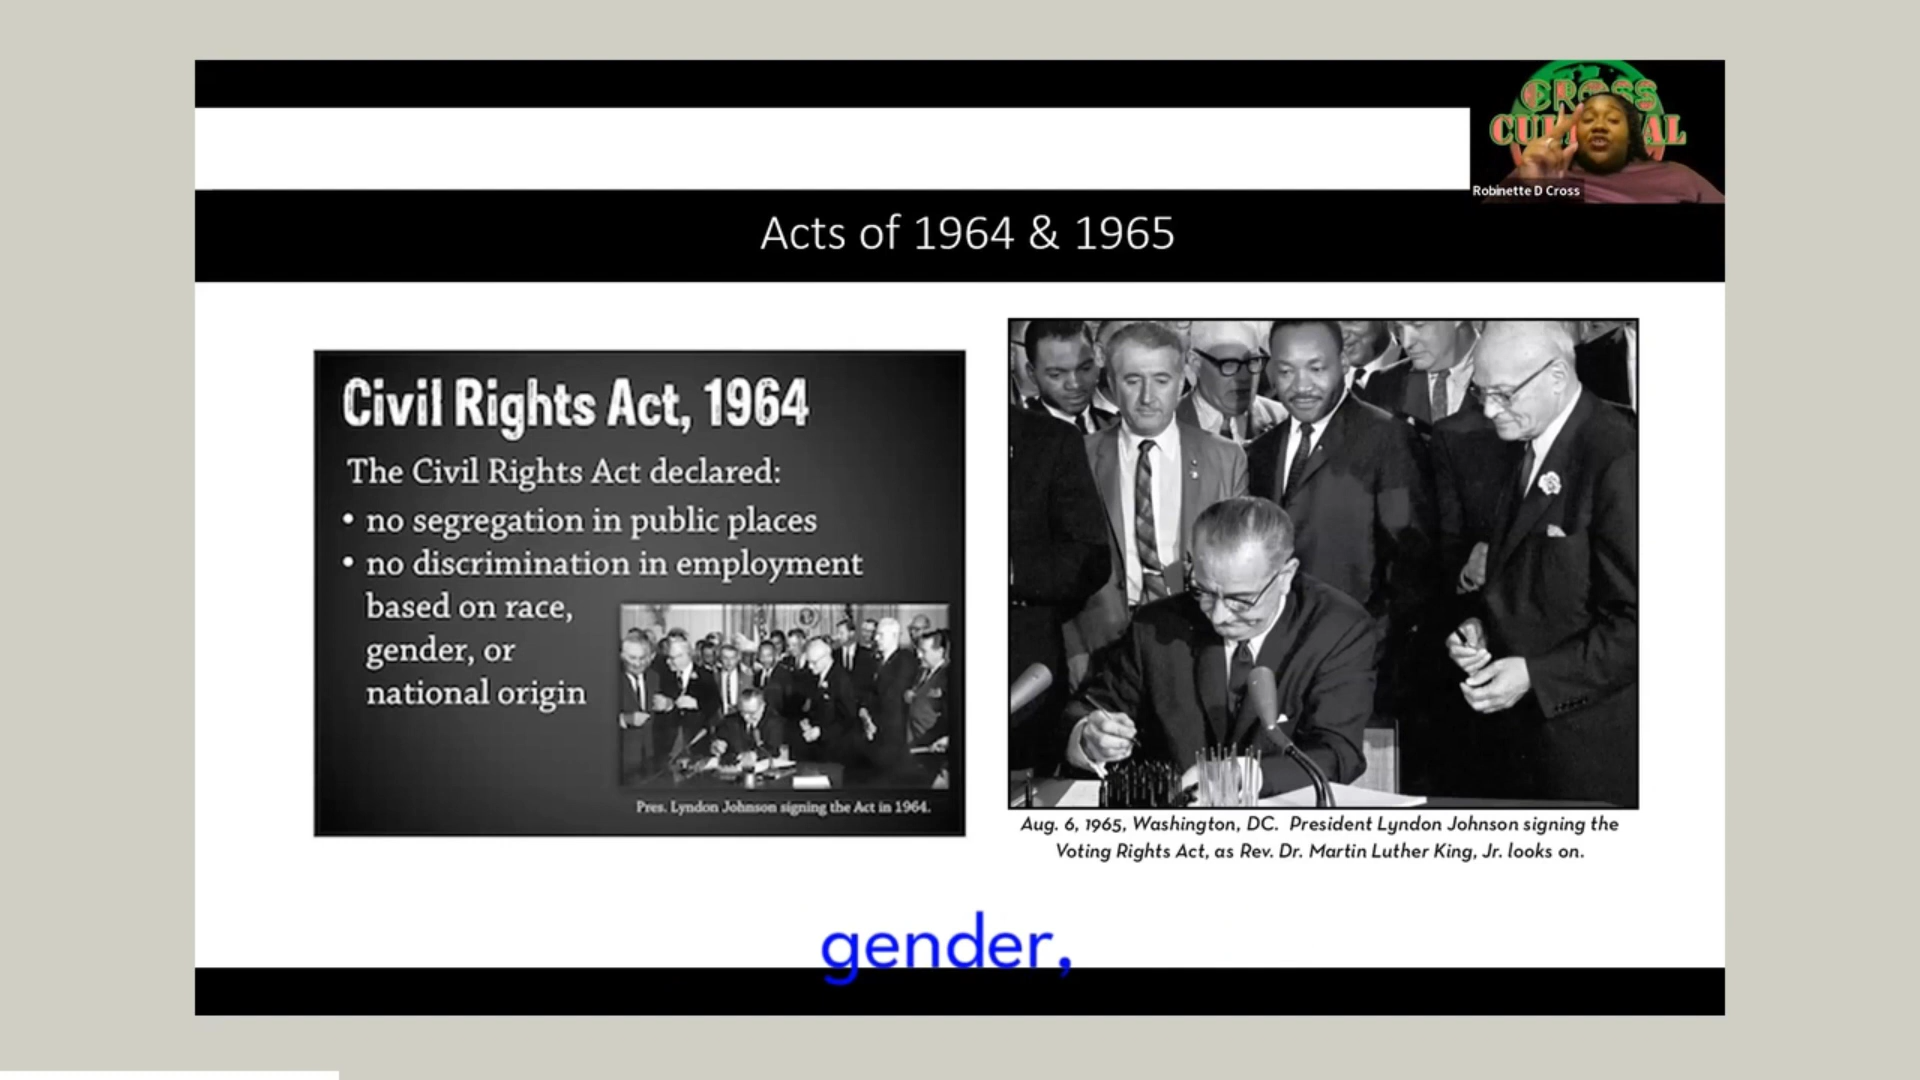 CROSS
Robinette D Cross
Acts of 1964 & 1965
Civil Rights Act, 1964
The Civil Rights Act declared:
• no segregation in public places
• no discrimination in employment
based on race,
gender, or
national origin
Pres. Lyndon Johnson signing the Act in 1964.
Aug. 6, 1965, Washington, DC. President Lyndon Johnson signing the
Voting Rights Act, as Rev. Dr. Martin Luther King, Jr. looks on.
gender,